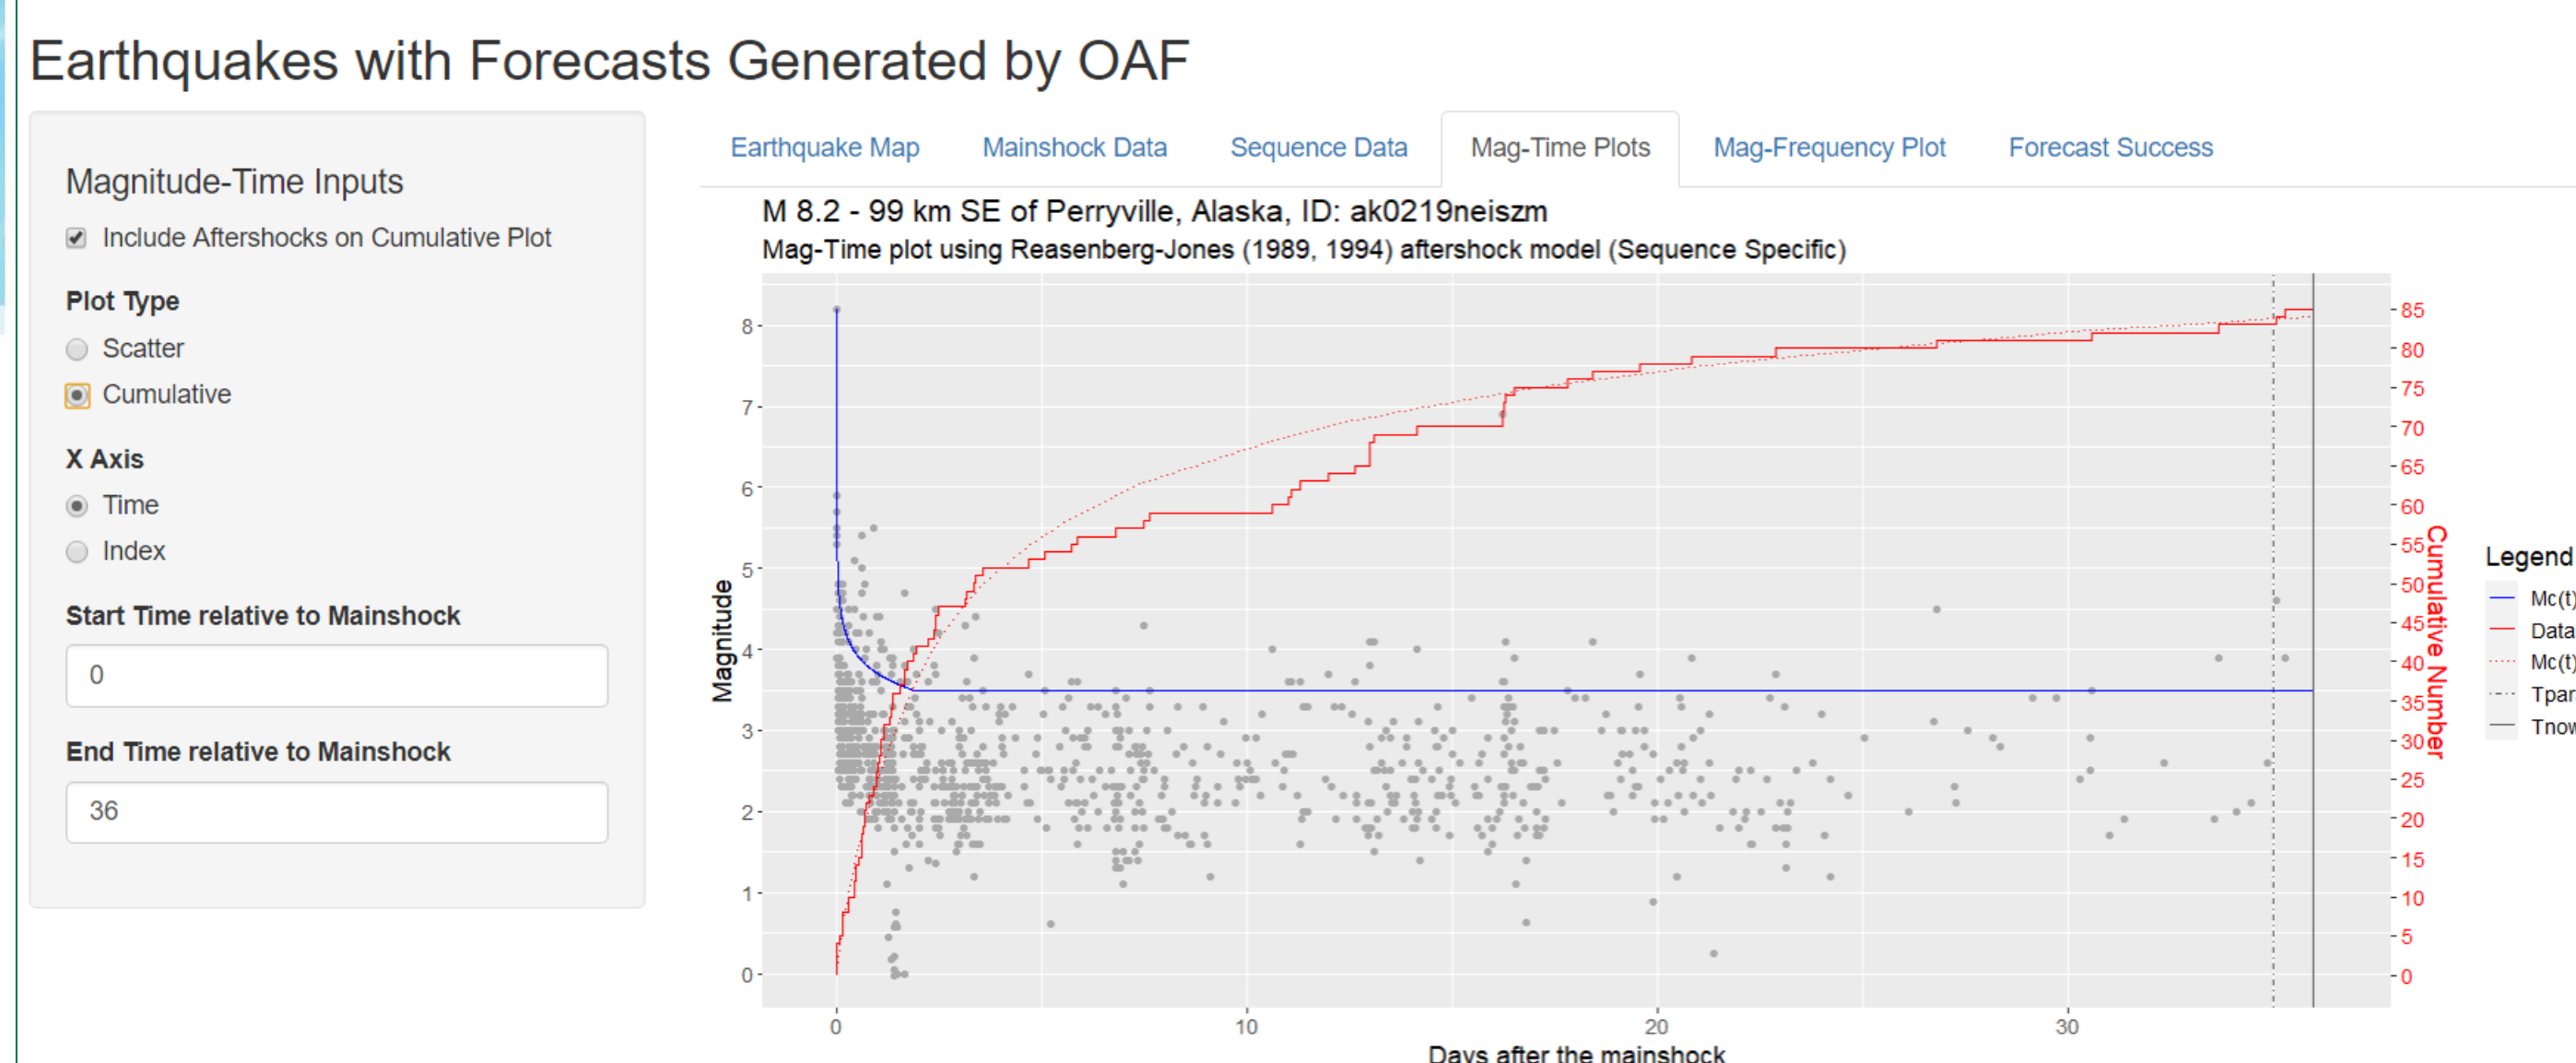 Earthquakes with Forecasts Generated by OAF
Magnitude-Time Inputs
Include Aftershocks on Cumulative Plot
Plot Type
Scatter
Cumulative
X Axis
Time
Index
Start Time relative to Mainshock
0
End Time relative to Mainshock
36
Earthquake Map Mainshock Data Sequence Data Mag-Time Plots Mag-Frequency Plot Forecast Success
M 8.2 - 99 km SE of Perryville, Alaska, ID: ak0219neiszm
Mag-Time plot using Reasenberg-Jones (1989, 1994) aftershock model (Sequence Specific)
Magnitude
8
7
6
5
4
3
2
1
0
0 10 20 30
Days after the mainshock
85
80
75
70
65
60
55
50
45
40
35
30
25
20
15
10
5
0
Cumulative Number
Legend
Mc(t)
Data
Mc(t)
Tpar
Tnow